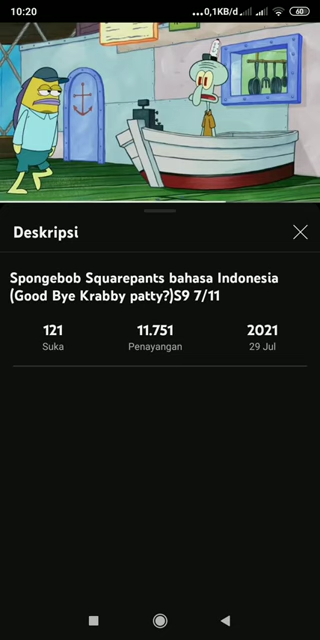 10:20
...0,1KB/d
60
Deskripsi
Spongebob Squarepants bahasa Indonesia
(Good Bye Krabby patty?)S9 7/11
121 11.751 2021
Suka Penayangan 29 Jul